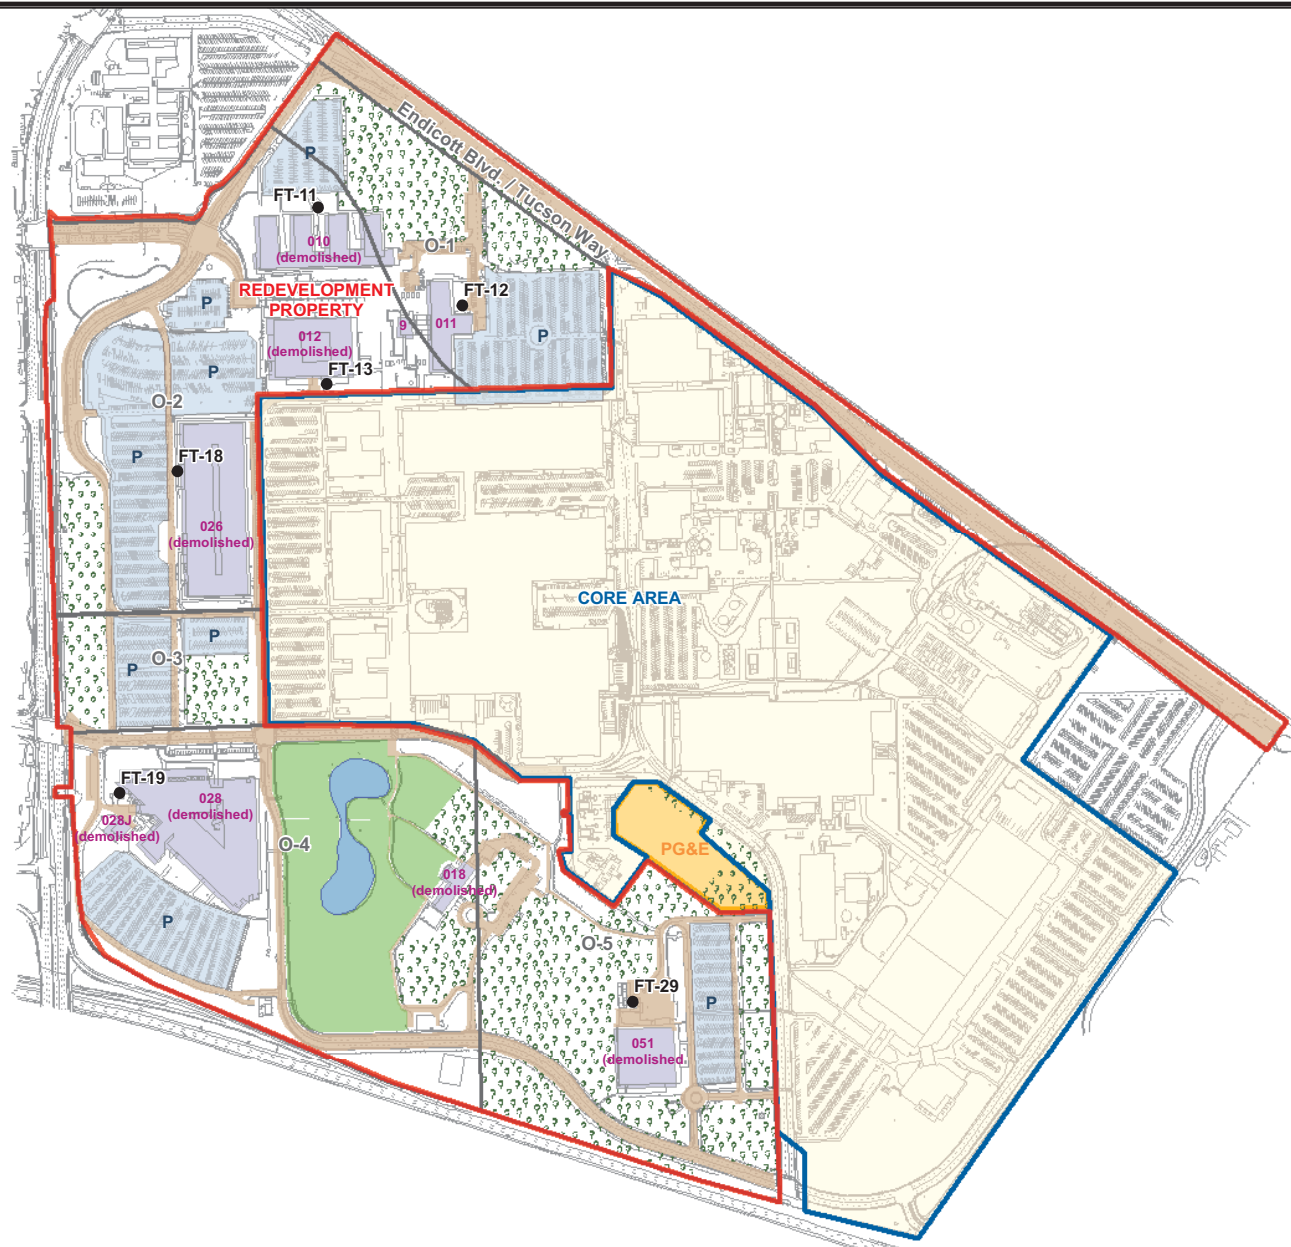 Endicott Blvd. / Tucson Way
P
FT-11
010
(demolished)
O-1
REDEVELOPMENT
PROPERTY
FT-12
P
9
011
012
(demolished)
P
FT-13
P
O-2
P
FT-18
026
(demolished)
CORE AREA
P
O-3
P
FT-19
028
(demolished)
028J
(demolished)
O-4
PG&E
018
(demolished)
P
O-5
FT-29
P
051
(demolished